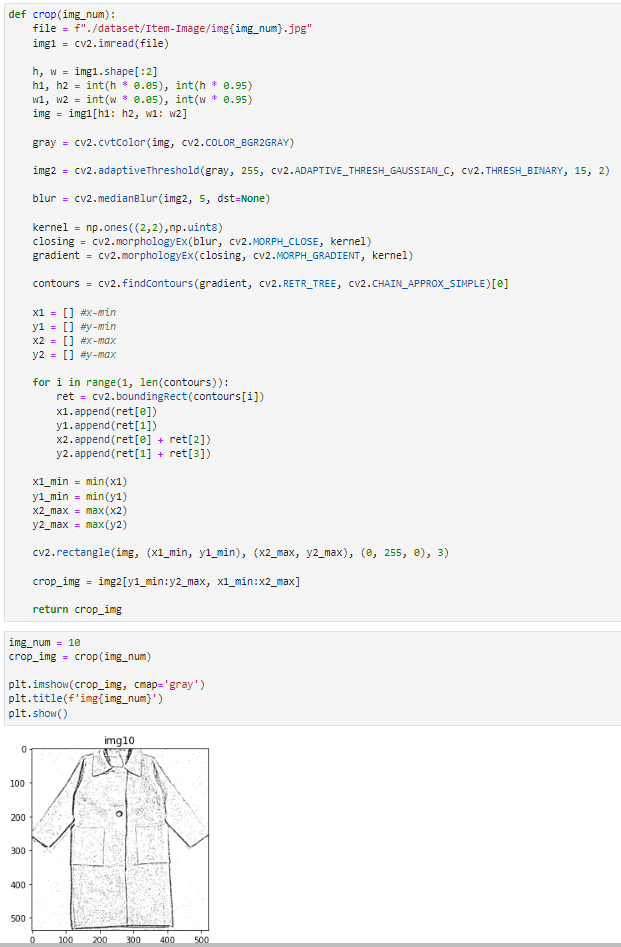 def crop(img_num):
    file = f"./dataset/Item-Image/img{img_num}.jpg"
    img1 = cv2.imread(file)
    h, w = img1.shape[:2]
    h1, h2 = int(h * 0.05), int(h * 0.95)
    w1, w2 = int(w * 0.05), int(w * 0.95)
    img = img1[h1: h2, w1: w2]
    gray = cv2.cvtColor(img, cv2.COLOR_BGR2GRAY)
    img2 = cv2.adaptiveThreshold(gray, 255, cv2.ADAPTIVE_THRESH_GAUSSIAN_C, cv2.THRESH_BINARY, 15, 2)
    blur = cv2.medianBlur(img2, 5, dst=None)
    kernel = np.ones((2,2),np.uint8)
    closing = cv2.morphologyEx(blur, cv2.MORPH_CLOSE, kernel)
    gradient = cv2.morphologyEx(closing, cv2.MORPH_GRADIENT, kernel)
    contours = cv2.findContours(gradient, cv2.RETR_TREE, cv2.CHAIN_APPROX_SIMPLE)[0]
    x1 = [] #x-min
    y1 = [] #y-min
    x2 = [] #x-max
    y2 = [] #y-max
    for i in range(1, len(contours)):
        ret = cv2.boundingRect(contours[i])
        x1.append(ret[0])
        y1.append(ret[1])
        x2.append(ret[0] + ret[2])
        y2.append(ret[1] + ret[3])
    x1_min = min(x1)
    y1_min = min(y1)
    x2_max = max(x2)
    y2_max = max(y2)
    cv2.rectangle(img, (x1_min, y1_min), (x2_max, y2_max), (0, 255, 0), 3)
    crop_img = img2[y1_min:y2_max, x1_min:x2_max]
    return crop_img
img_num = 10
crop_img = crop(img_num)
plt.imshow(crop_img, cmap='gray')
plt.title(f'img{img_num}')
plt.show()
img10
0
100
200
300
400
500
0 100 200 300 400 500